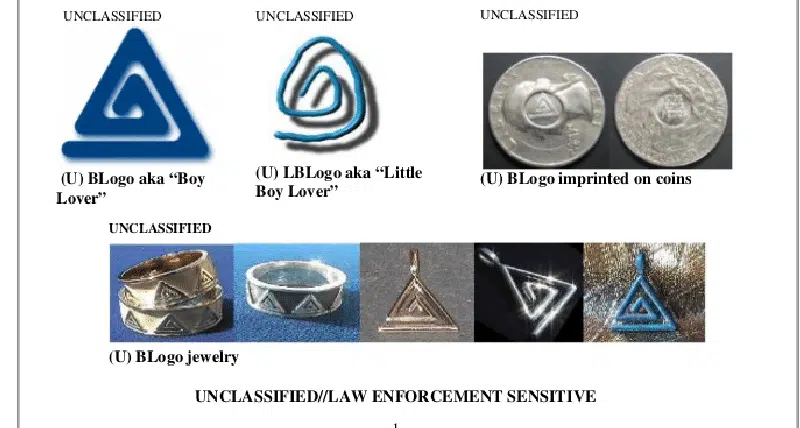 UNCLASSIFIED UNCLASSIFIED UNCLASSIFIED
(U) BLogo aka “Boy
Lover”
(U) LBLogo aka “Little
Boy Lover”
(U) BLogo imprinted on coins
UNCLASSIFIED
(U) BLogo jewelry
UNCLASSIFIED//LAW ENFORCEMENT SENSITIVE